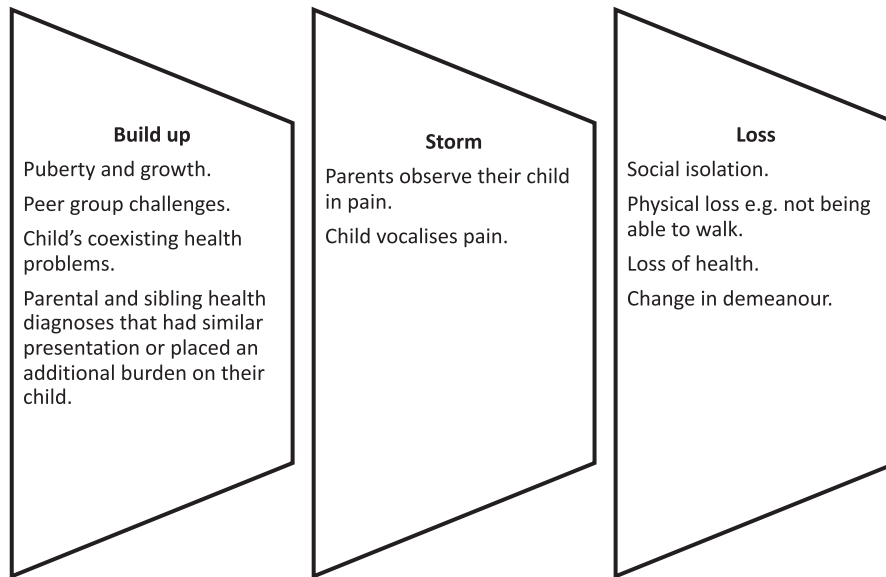 Build up
Puberty and growth.
Peer group challenges.
Child’s coexisting health
problems.
Parental and sibling health
diagnoses that had similar
presentation or placed an
additional burden on their
child.
Storm
Parents observe their child
in pain.
Child vocalises pain.
Loss
Social isolation.
Physical loss e.g. not being
able to walk.
Loss of health.
Change in demeanour.